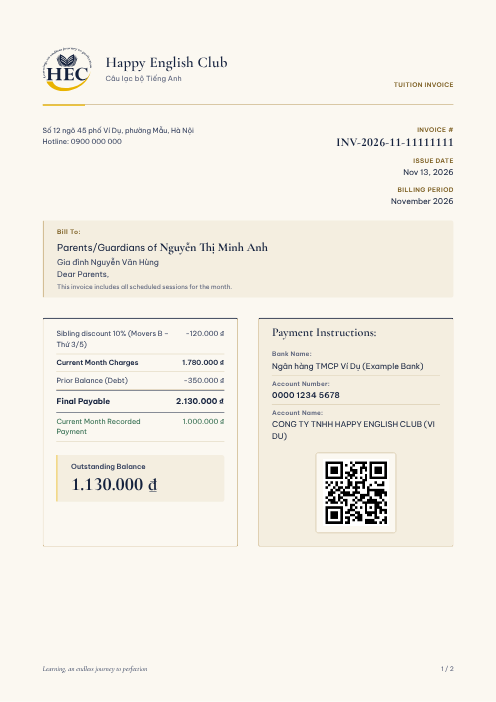 HEC
Happy English Club
Câu lạc bộ Tiếng Anh
TUITION INVOICE
Số 12 ngõ 45 phố Ví Dụ, phường Mẫu, Hà Nội
Hotline: 0900 000 000
INVOICE #
INV-2026-11-11111111
ISSUE DATE
Nov 13, 2026
BILLING PERIOD
November 2026
Bill To:
Parents/Guardians of Nguyễn Thị Minh Anh
Gia đình Nguyễn Văn Hùng
Dear Parents,
This invoice includes all scheduled sessions for the month.
Sibling discount 10% (Movers B – -120.000 ₫
Thứ 3/5)
Current Month Charges 1.780.000 ₫
Prior Balance (Debt) -350.000 ₫
Final Payable 2.130.000 ₫
Current Month Recorded 1.000.000 ₫
Payment
Outstanding Balance
1.130.000 ₫
Payment Instructions:
Bank Name:
Ngân hàng TMCP Ví Dụ (Example Bank)
Account Number:
0000 1234 5678
Account Name:
CONG TY TNHH HAPPY ENGLISH CLUB (VI
DU)
Learning, an endless journey to perfection
1 / 2